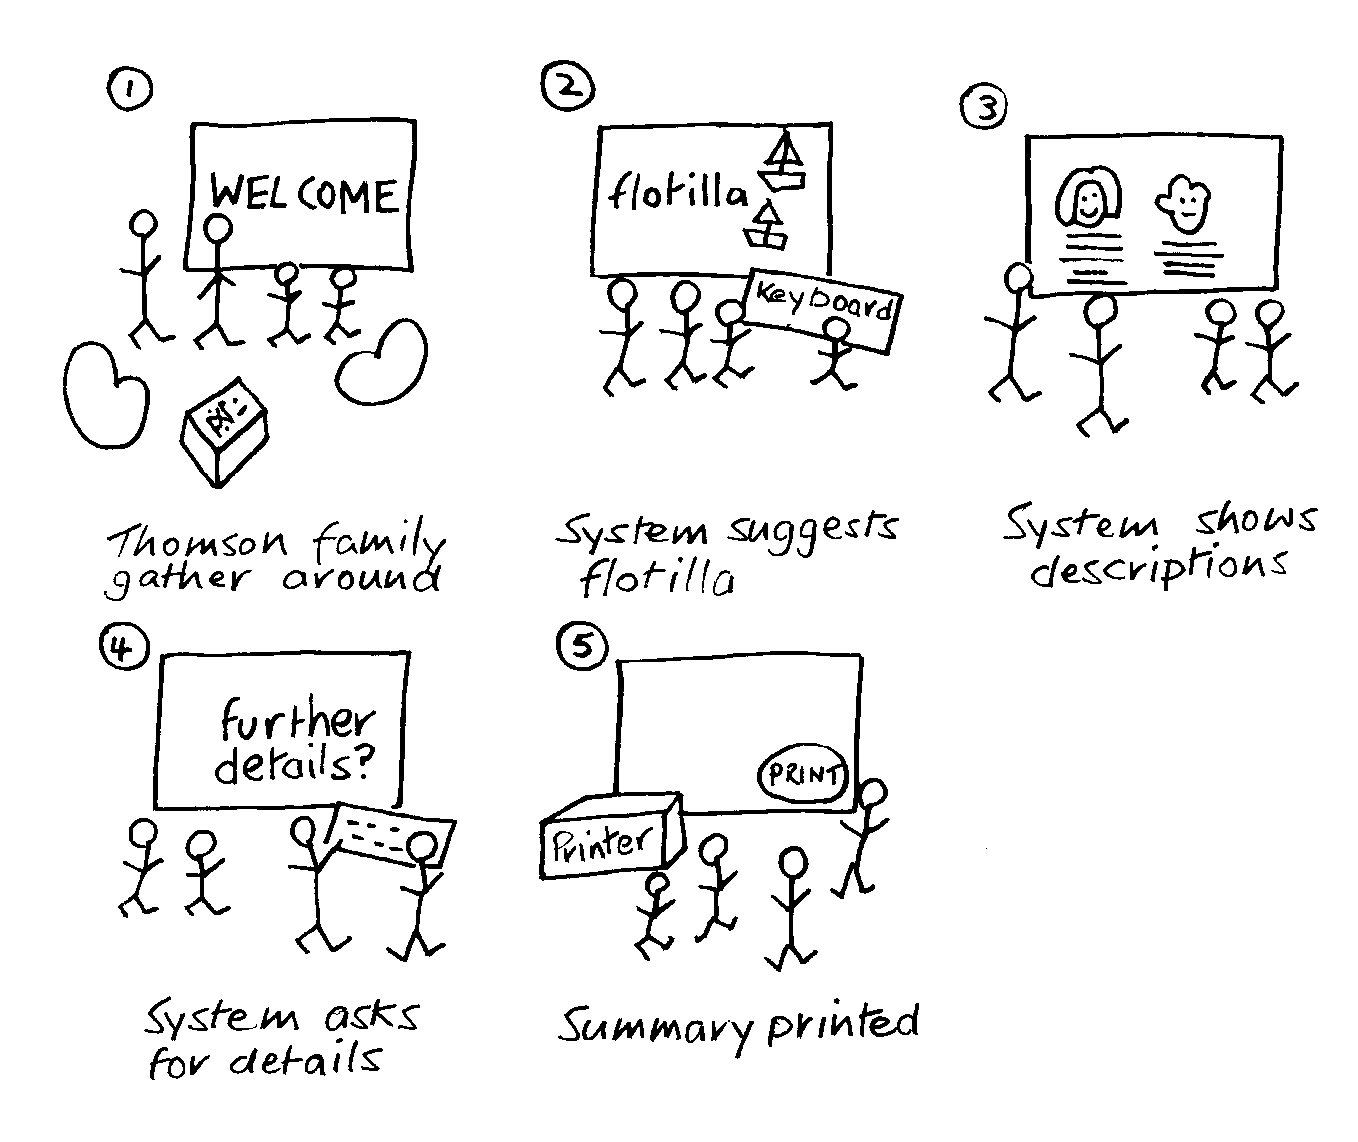 1
WELCOME
Thomson family
gather around
2
flotilla
Keyboard
System suggests
flotilla
3
System shows
descriptions
4
further
details?
System asks
for details
5
PRINT
Printer
Summary printed